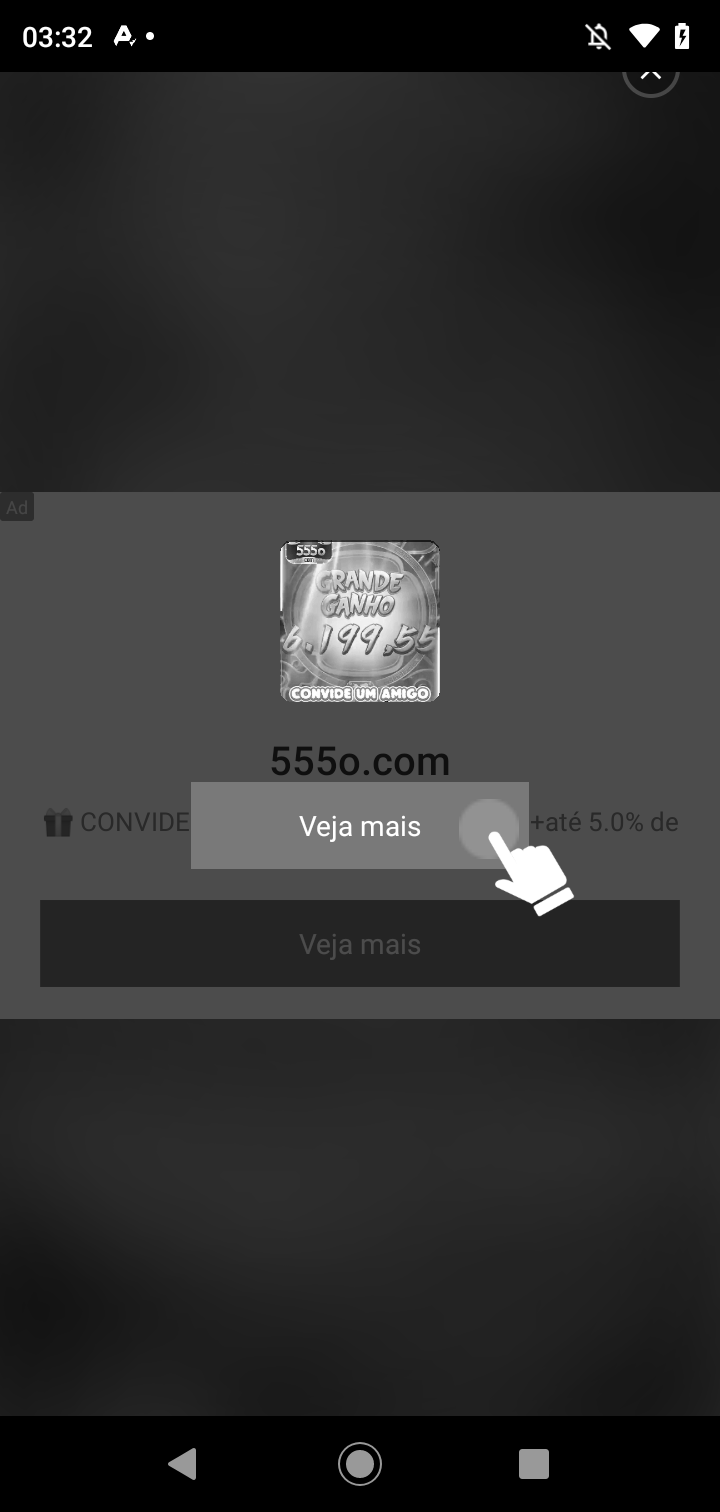 03:32
Ad
555o
GRANDE
GANHO
6.199,55
CONVIDE UM AMIGO
555o.com
CONVIDE
Veja mais
+até 5.0% de
Veja mais